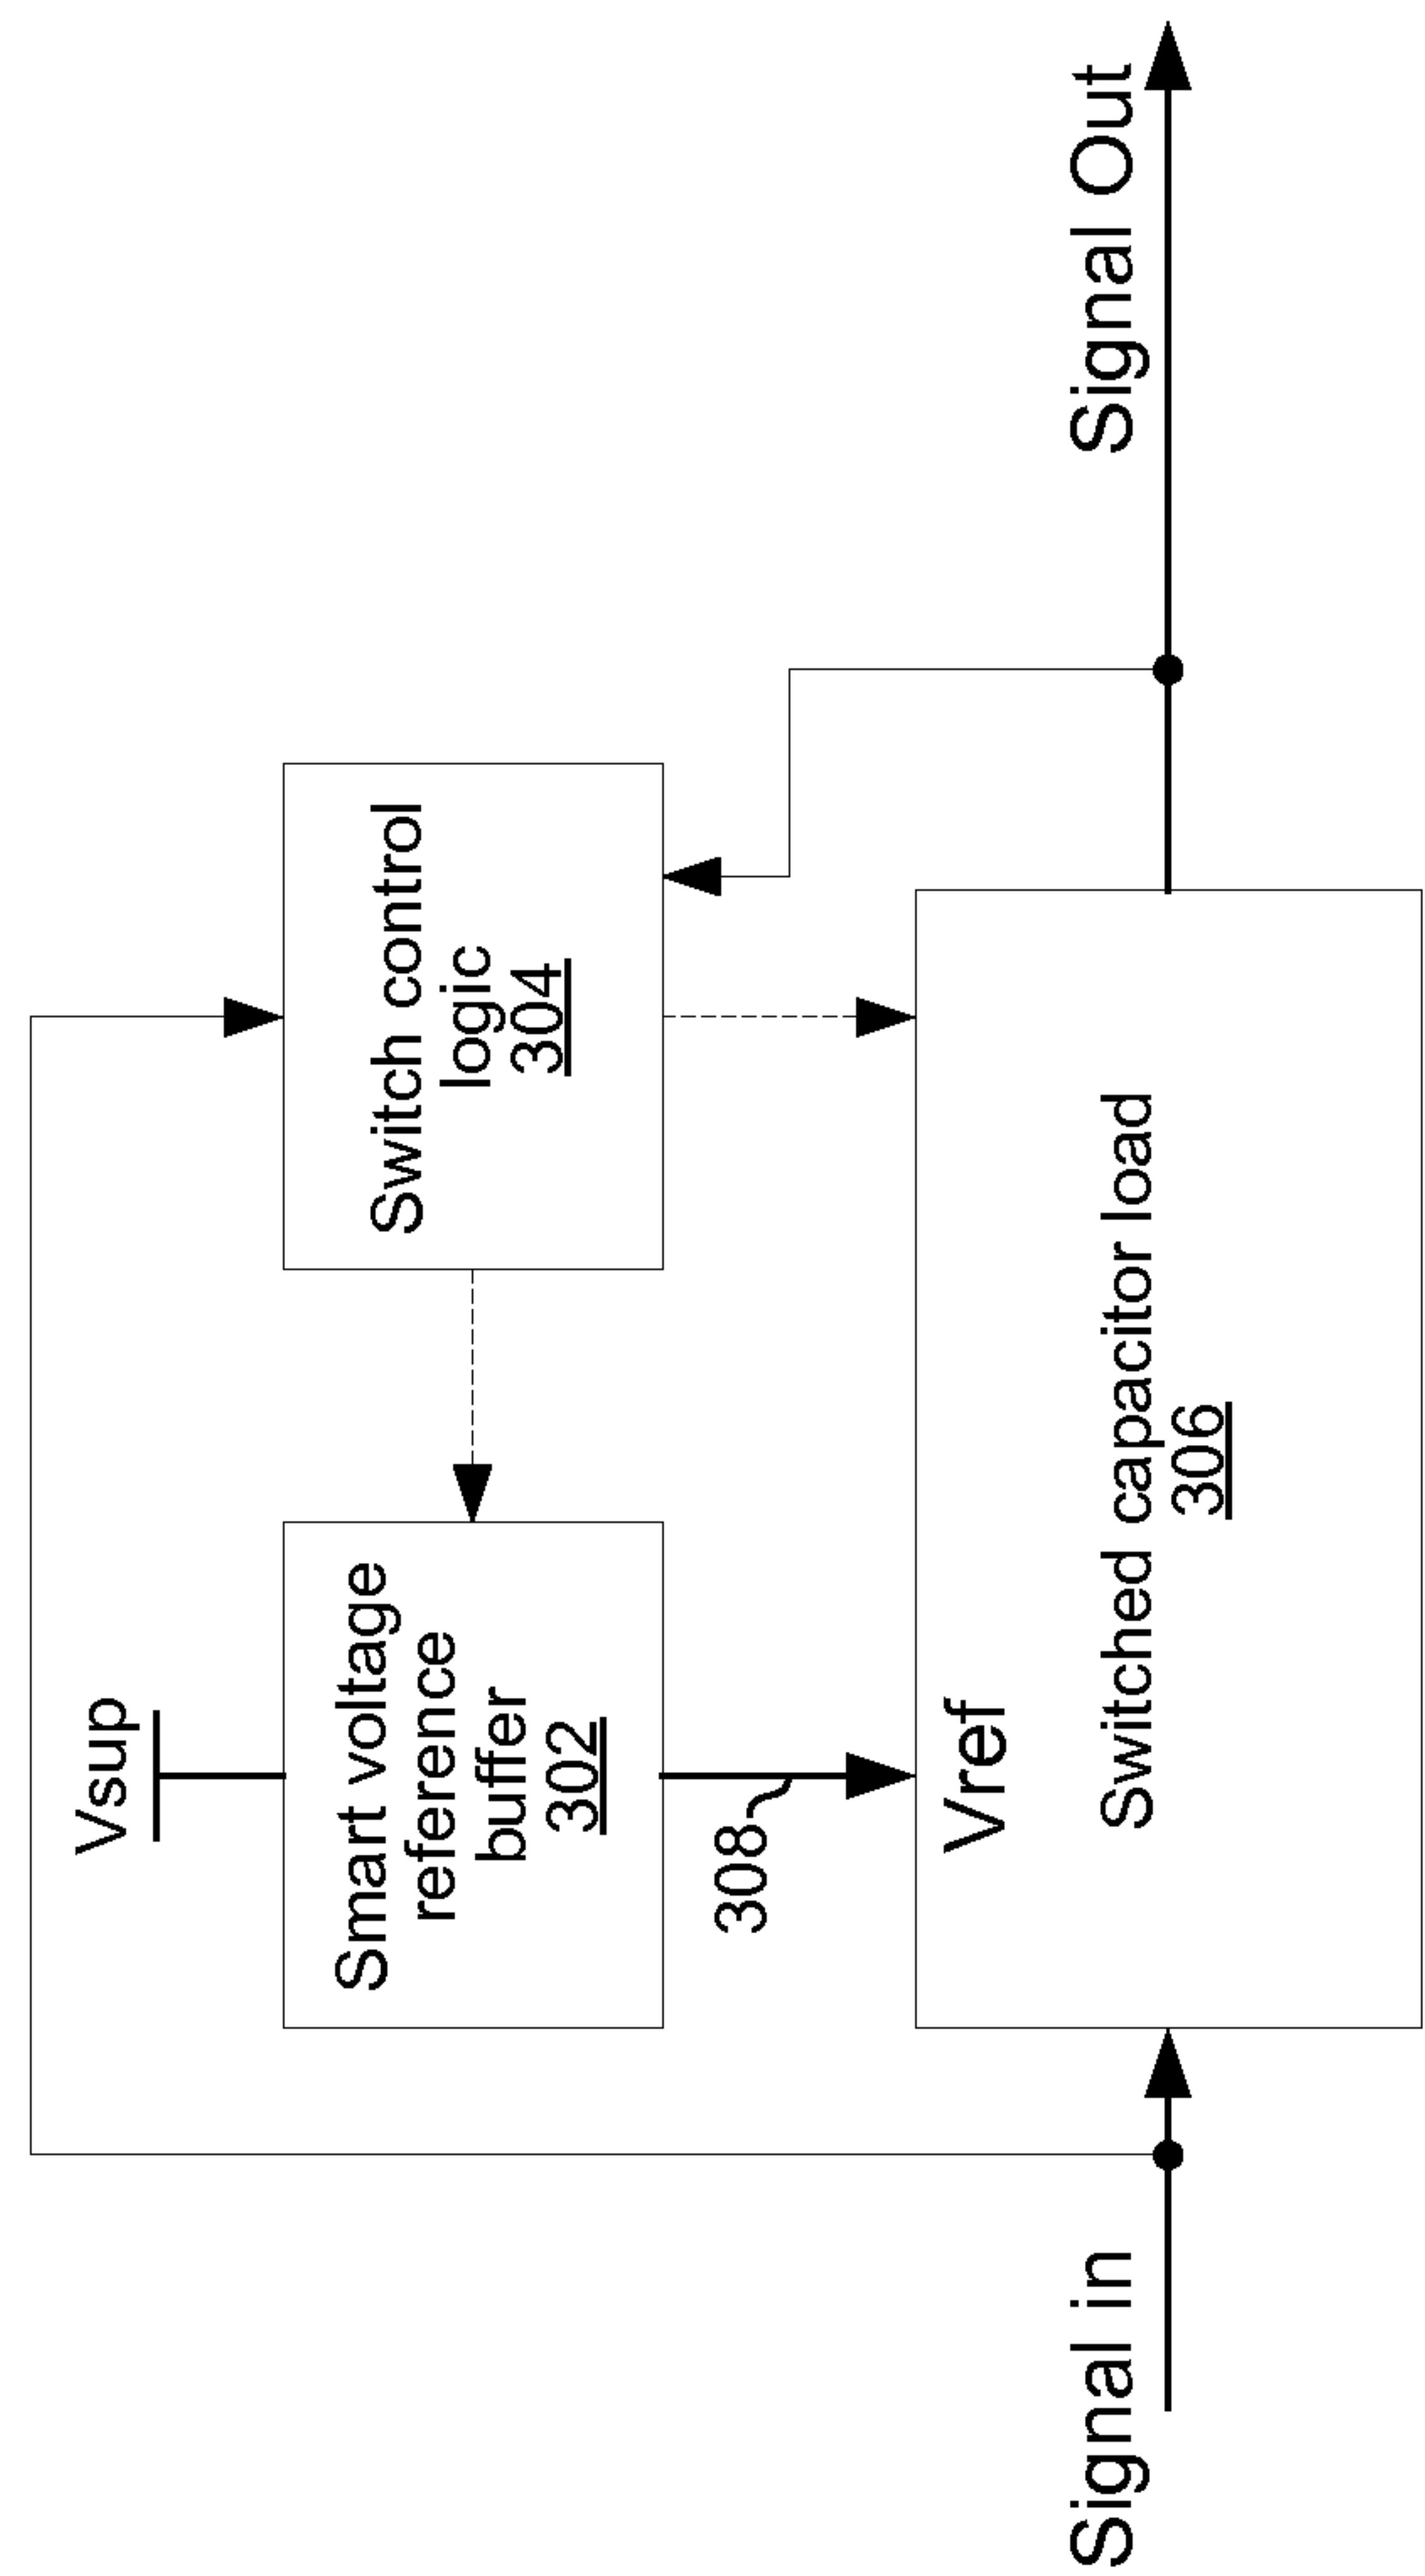 Vsup
Smart voltage
reference
buffer
302
Switch control
logic
304
308
Vref
Switched capacitor load
306
Signal in
Signal Out